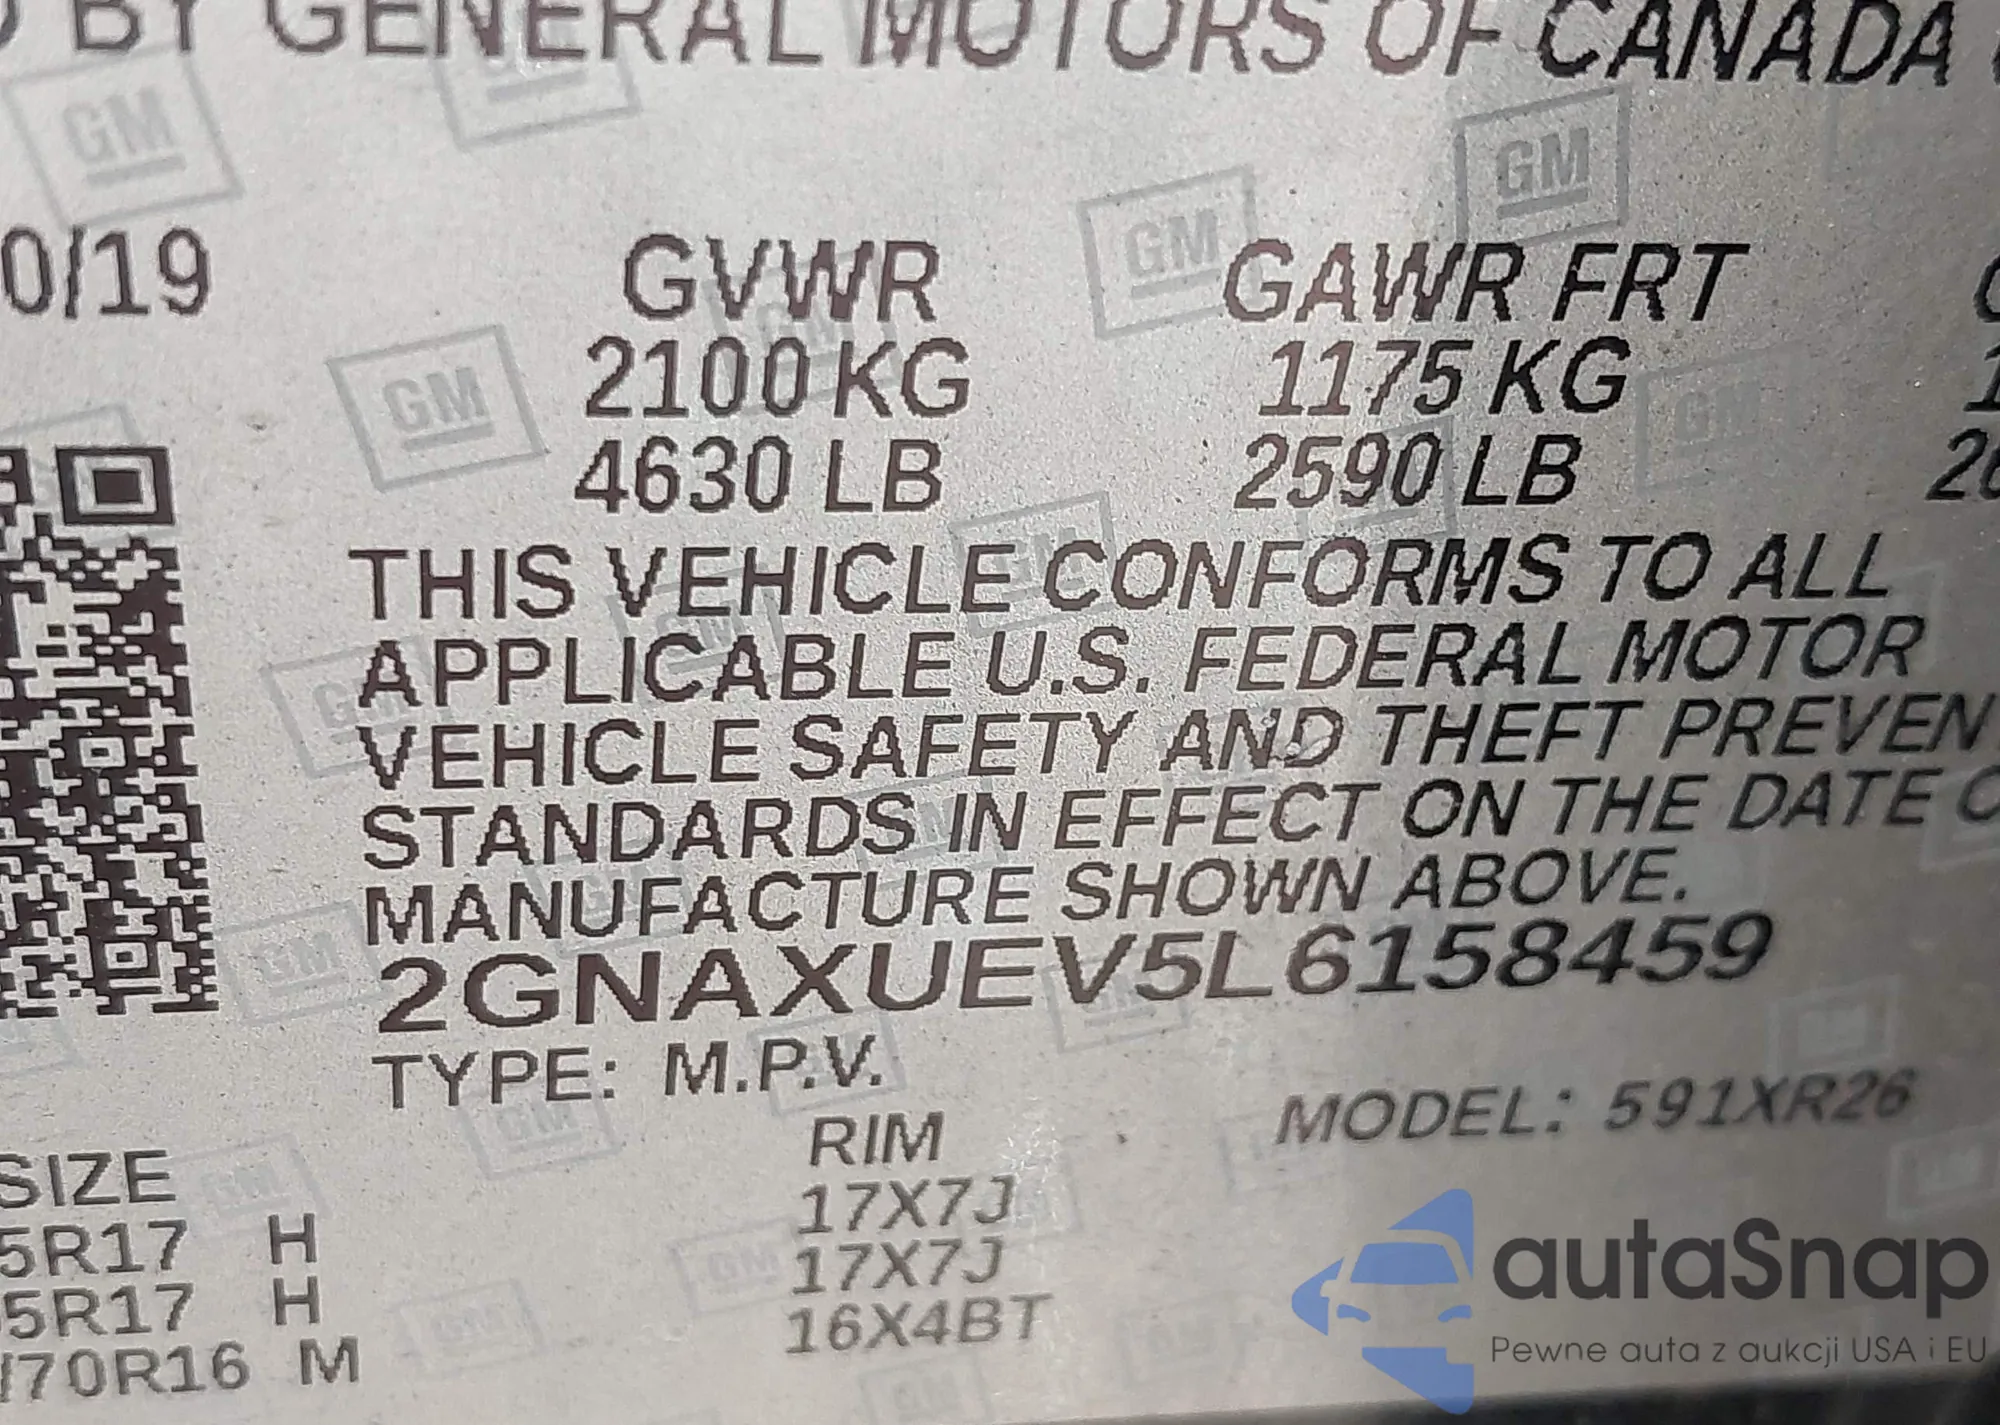 BY GENERAL MOTORS OF CANADA
0/19 GVWR GAWR FRT
2100 KG 1175 KG 1
4630 LB 2590 LB 26
THIS VEHICLE CONFORMS TO ALL
APPLICABLE U.S. FEDERAL MOTOR
VEHICLE SAFETY AND THEFT PREVEN
STANDARDS IN EFFECT ON THE DATE O
MANUFACTURE SHOWN ABOVE.
2GNAXUEV5L6158459
TYPE: M.P.V. MODEL: 591XR26
SIZE RIM
5R17 H 17X7J
5R17 H 17X7J
/70R16 M 16X4BT
GM
autaSnap
Pewne auta z aukcji USA i EU